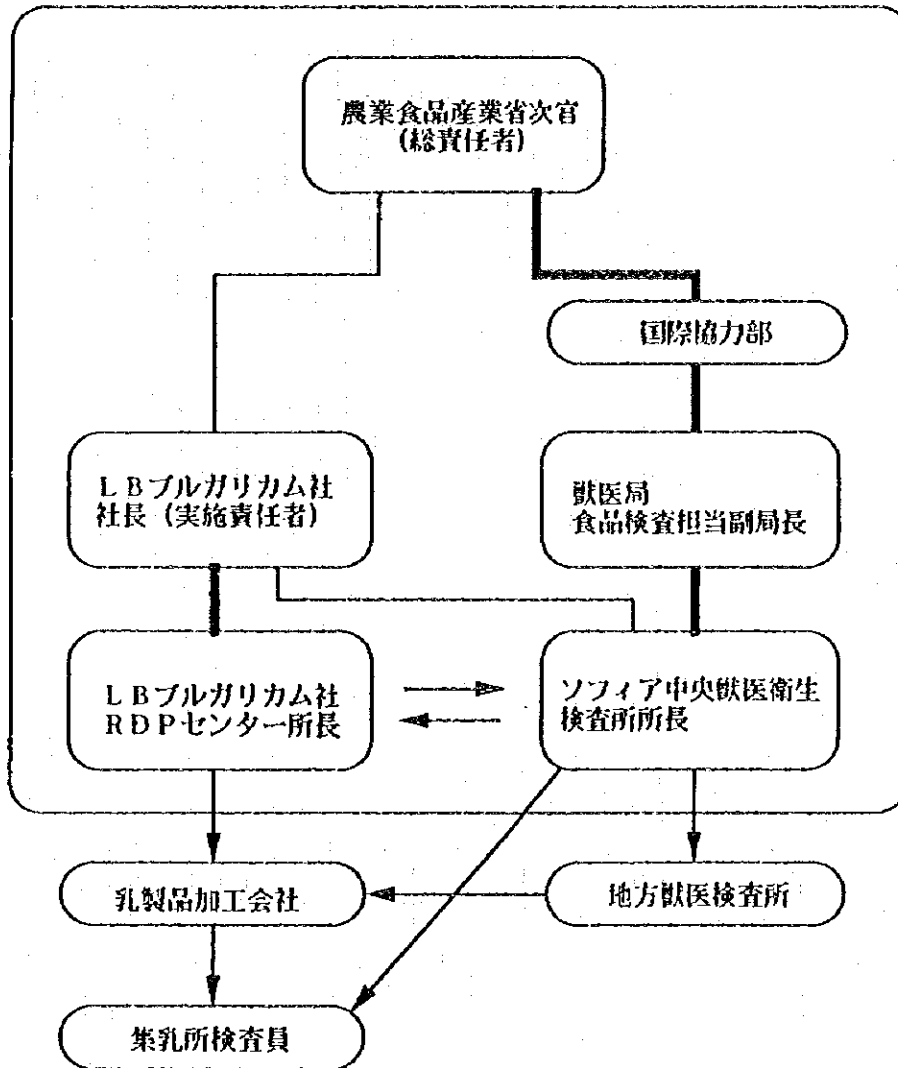 農業食品産業省次官
(総責任者)
国際協力部
LBブルガリカム社
社長(実施責任者)
獣医局
食品検査担当副局長
LBブルガリカム社
RDPセンター所長
ソフィア中央獣医衛生
検査所所長
乳製品加工会社
地方獣医検査所
集乳所検査員